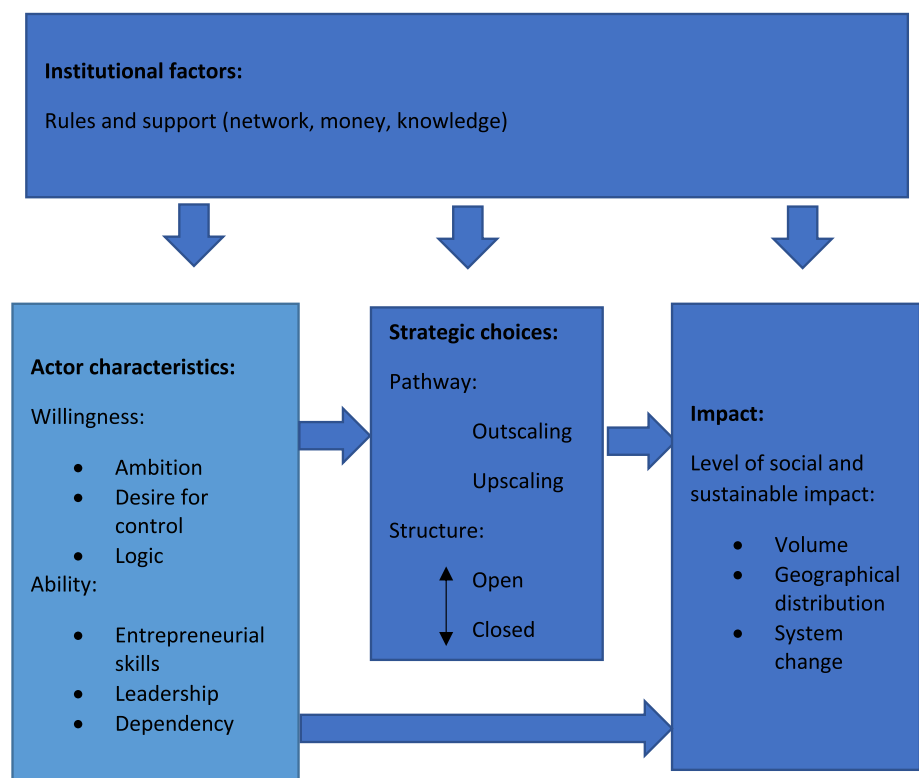 Institutional factors:
Rules and support (network, money, knowledge)
Actor characteristics:
Willingness:
• Ambition
• Desire for
control
• Logic
Ability:
• Entrepreneurial
skills
• Leadership
• Dependency
Strategic choices:
Pathway:
Outscaling
Upscaling
Structure:
Open
Closed
Impact:
Level of social and
sustainable impact:
• Volume
• Geographical
distribution
• System
change